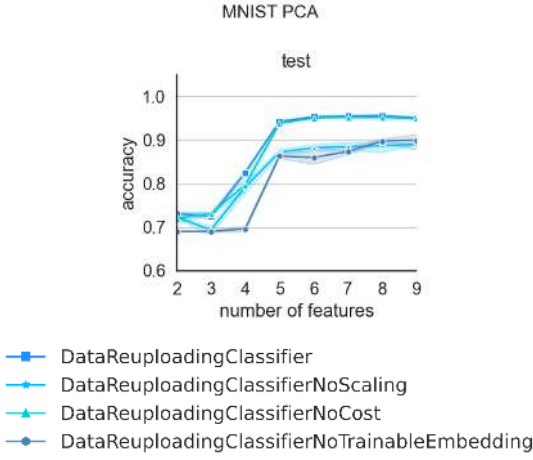 MNIST PCA
test
1.0
0.9
0.8
0.7
0.6
accuracy
2 3 4 5 6 7 8 9
number of features
DataReuploadingClassifier
DataReuploadingClassifierNoScaling
DataReuploadingClassifierNoCost
DataReuploadingClassifierNoTrainableEmbedding